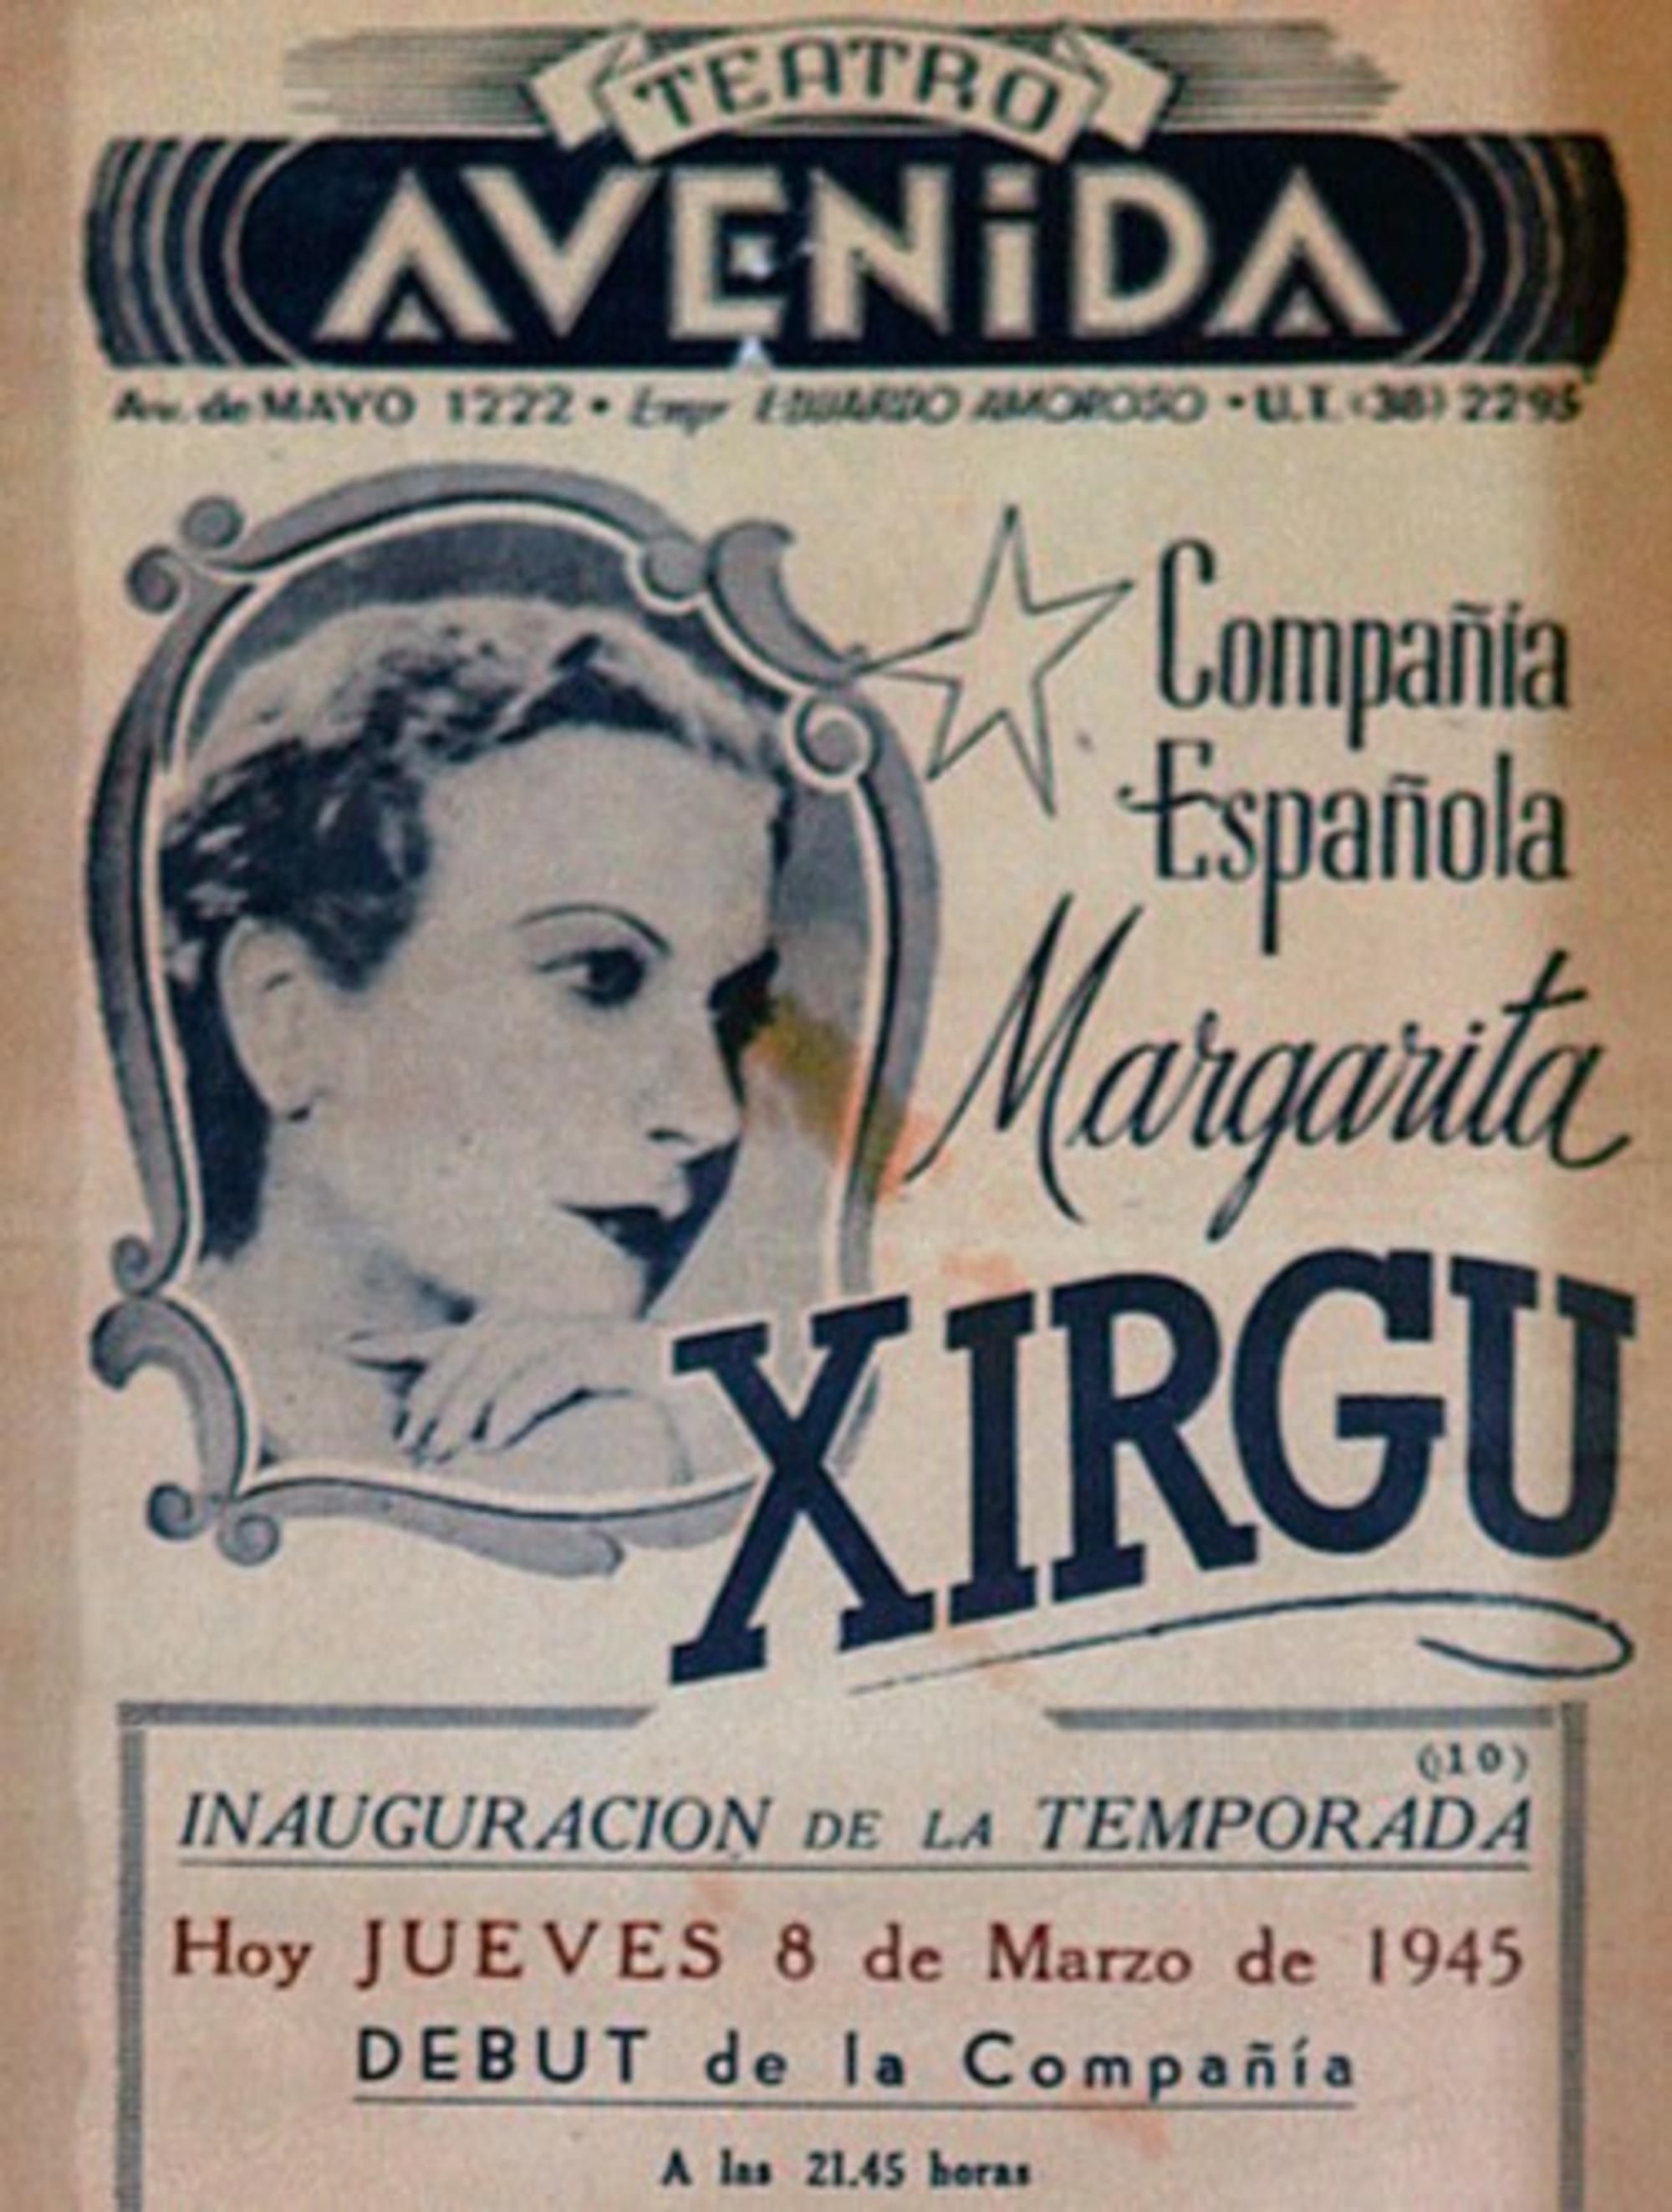 TEATRO
AVENiDA
Av. de MAYO 1222 • Empr EDUARDO AMOROSO • U.T. (38) 2295
Compañía
Española
Margarita
XIRGU
(10)
INAUGURACION DE LA TEMPORADA
Hoy JUEVES 8 de Marzo de 1945
DEBUT de la Compañía
A las 21.45 horas